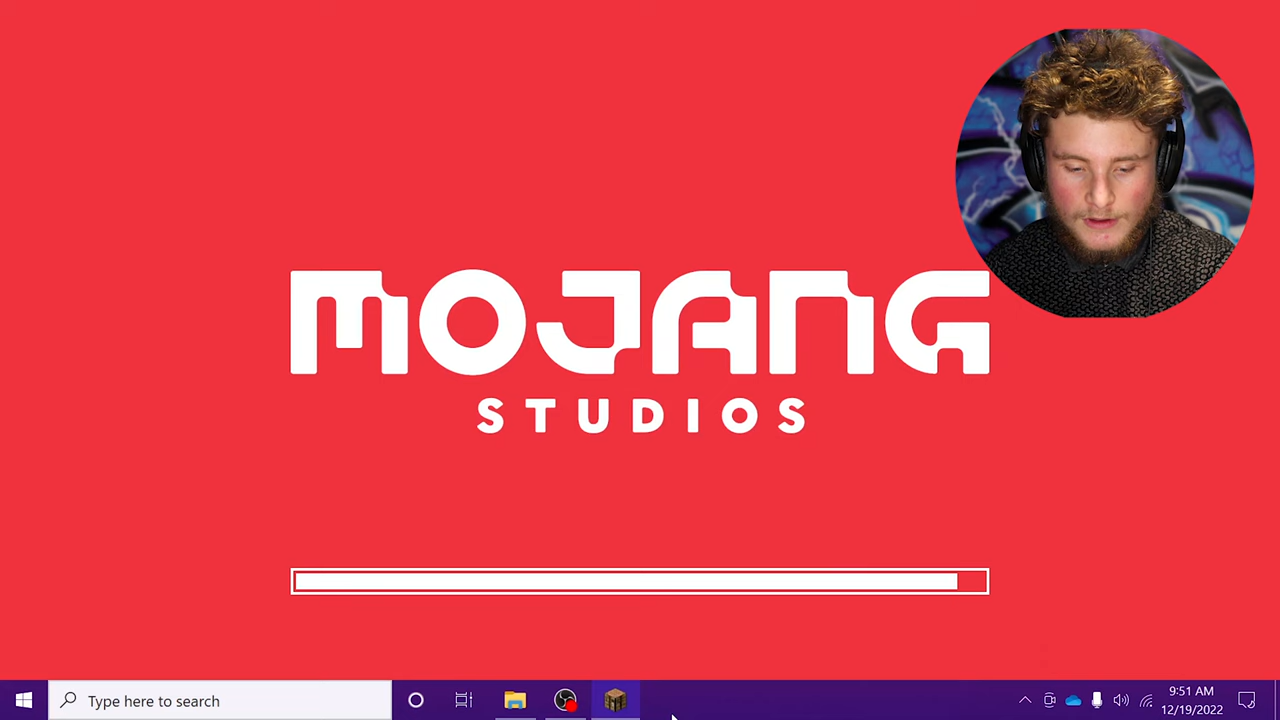 MOJANG
STUDIOS
Type here to search
9:51 AM
12/19/2022